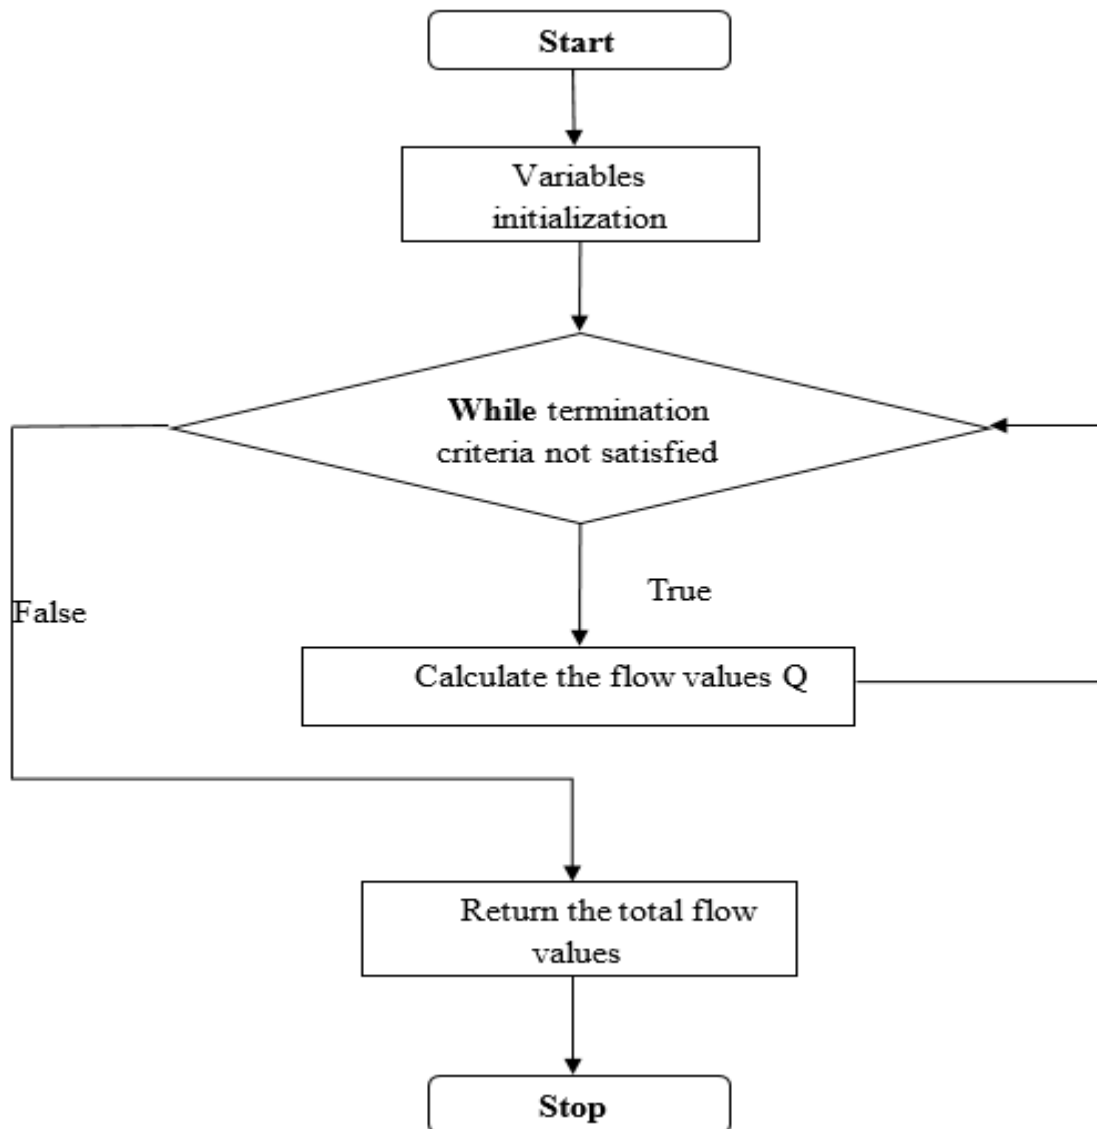 Start
Variables
initialization
While termination
criteria not satisfied
True
False
Calculate the flow values Q
Return the total flow
values
Stop